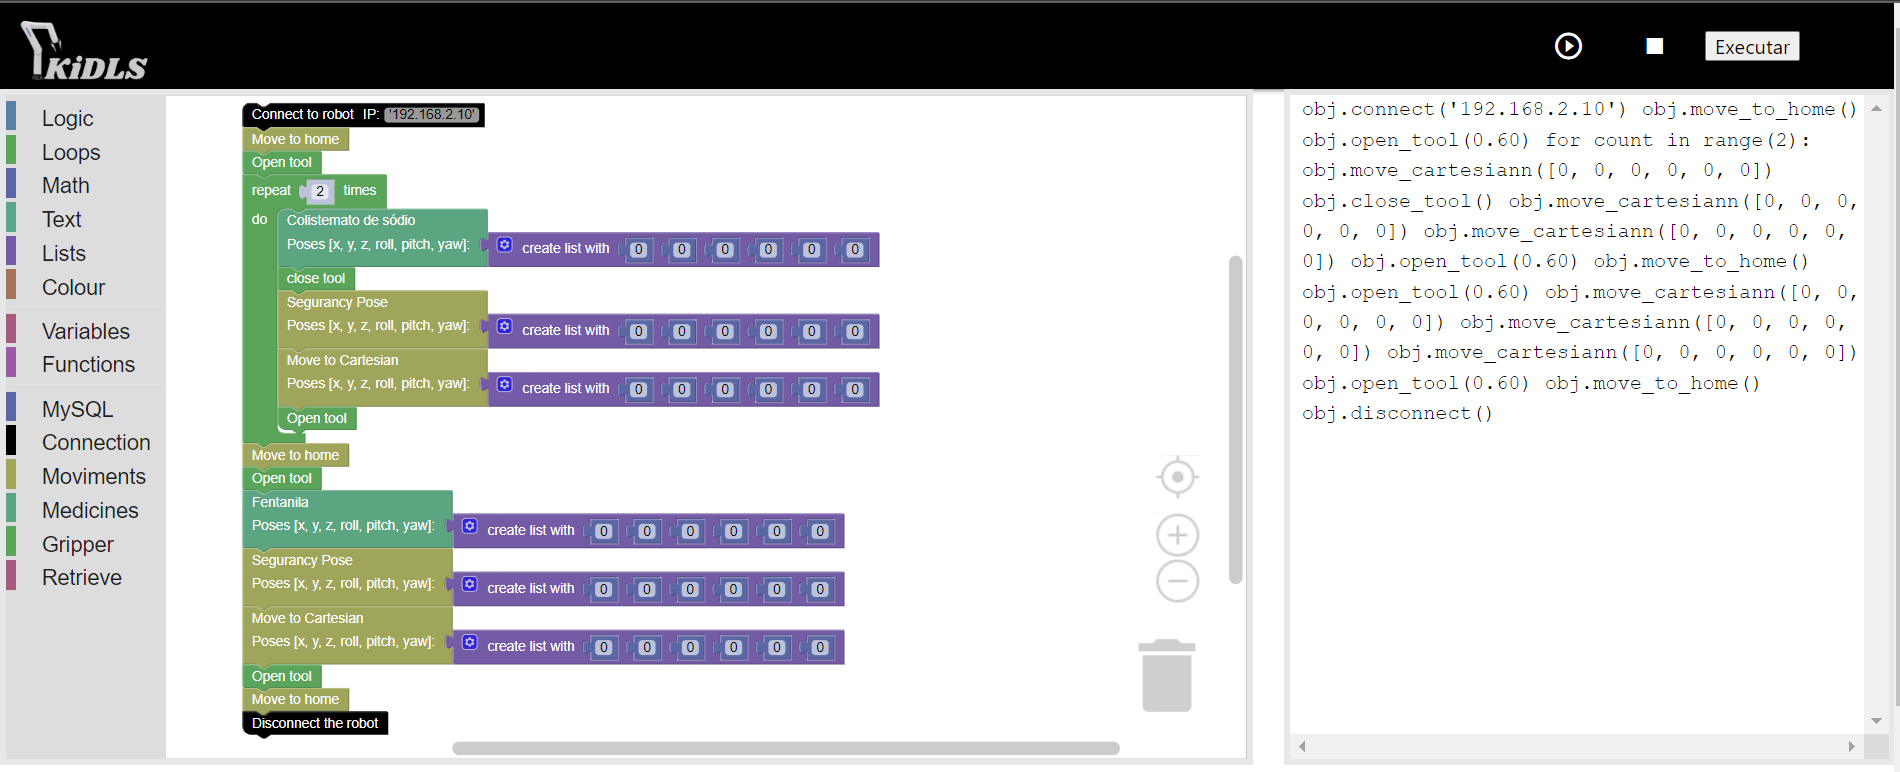 KiDLS
Executar
Logic
Loops
Math
Text
Lists
Colour
Variables
Functions
MySQL
Connection
Moviments
Medicines
Gripper
Retrieve
Connect to robot IP: '192.168.2.10'
Move to home
Open tool
repeat 2 times
do Colistemato de sódio
Poses [x, y, z, roll, pitch, yaw]: create list with 0 0 0 0 0 0
close tool
Segurancy Pose
Poses [x, y, z, roll, pitch, yaw]: create list with 0 0 0 0 0 0
Move to Cartesian
Poses [x, y, z, roll, pitch, yaw]: create list with 0 0 0 0 0 0
Open tool
Move to home
Open tool
Fentanila
Poses [x, y, z, roll, pitch, yaw]: create list with 0 0 0 0 0 0
Segurancy Pose
Poses [x, y, z, roll, pitch, yaw]: create list with 0 0 0 0 0 0
Move to Cartesian
Poses [x, y, z, roll, pitch, yaw]: create list with 0 0 0 0 0 0
Open tool
Move to home
Disconnect the robot
obj.connect('192.168.2.10') obj.move_to_home()
obj.open_tool(0.60) for count in range(2):
obj.move_cartesiann([0, 0, 0, 0, 0, 0])
obj.close_tool() obj.move_cartesiann([0, 0, 0,
0, 0, 0]) obj.move_cartesiann([0, 0, 0, 0, 0,
0]) obj.open_tool(0.60) obj.move_to_home()
obj.open_tool(0.60) obj.move_cartesiann([0, 0,
0, 0, 0, 0]) obj.move_cartesiann([0, 0, 0, 0,
0, 0]) obj.move_cartesiann([0, 0, 0, 0, 0, 0])
obj.open_tool(0.60) obj.move_to_home()
obj.disconnect()